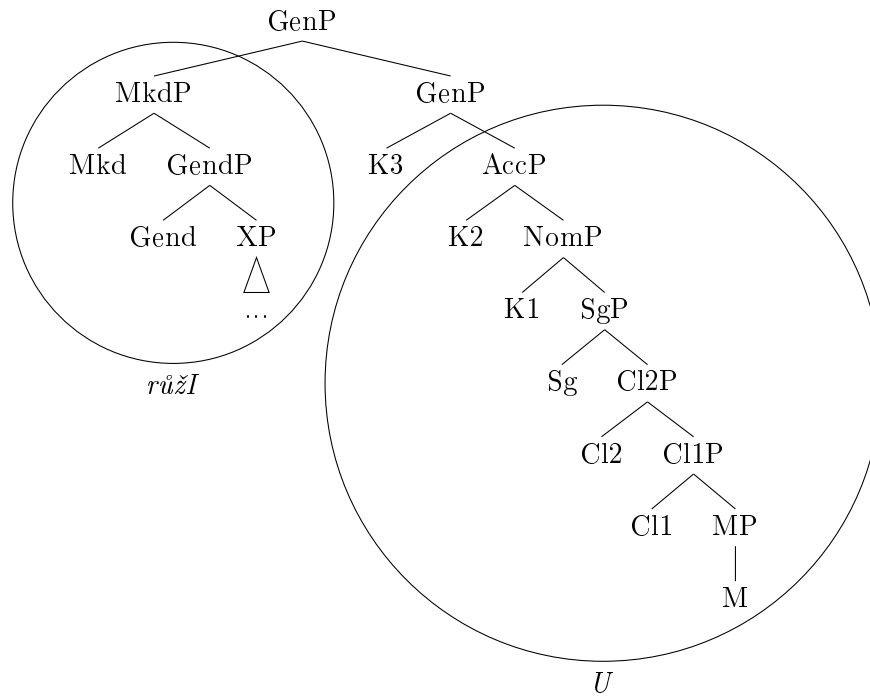 GenP
MkdP GenP
Mkd GendP K3 AccP
Gend XP K2 NomP
... K1 SgP
růžI Sg Cl2P
Cl2 Cl1P
Cl1 MP
M
U